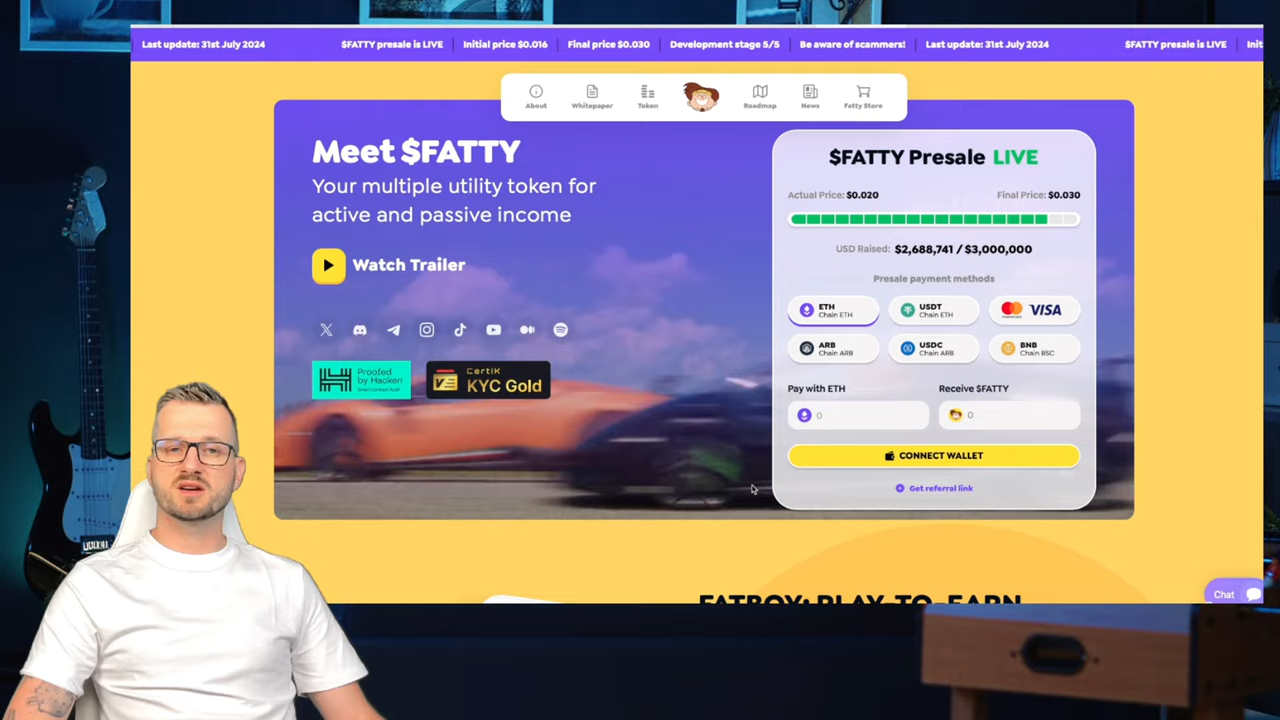 Last update: 31st July 2024 $FATTY presale is LIVE Initial price $0.016 Final price $0.030 Development stage 5/5 Be aware of scammers! Last update: 31st July 2024 $FATTY presale is LIVE Init
About Whitepaper Token Roadmap News Fatty Store
Meet $FATTY
Your multiple utility token for
active and passive income
Watch Trailer
Proofed
by Hacken
CERTIK
KYC Gold
$FATTY Presale LIVE
Actual Price: $0.020 Final Price: $0.030
USD Raised: $2,688,741 / $3,000,000
Presale payment methods
ETH
Chain ETH
USDT
Chain ETH
mastercard VISA
ARB
Chain ARB
USDC
Chain ARB
BNB
Chain BSC
Pay with ETH Receive $FATTY
0 0
CONNECT WALLET
Get referral link
FATBOY: PLAY-TO-EARN
Chat